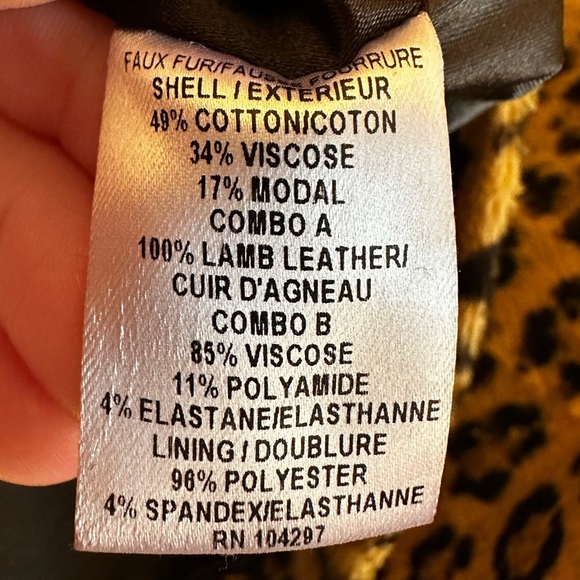 FAUX FUR/FAUSSE FOURRURE
SHELL / EXTERIEUR
49% COTTON/COTON
34% VISCOSE
17% MODAL
COMBO A
100% LAMB LEATHER/
CUIR D'AGNEAU
COMBO B
85% VISCOSE
11% POLYAMIDE
4% ELASTANE/ELASTHANNE
LINING / DOUBLURE
96% POLYESTER
4% SPANDEX/ELASTHANNE
RN 104297